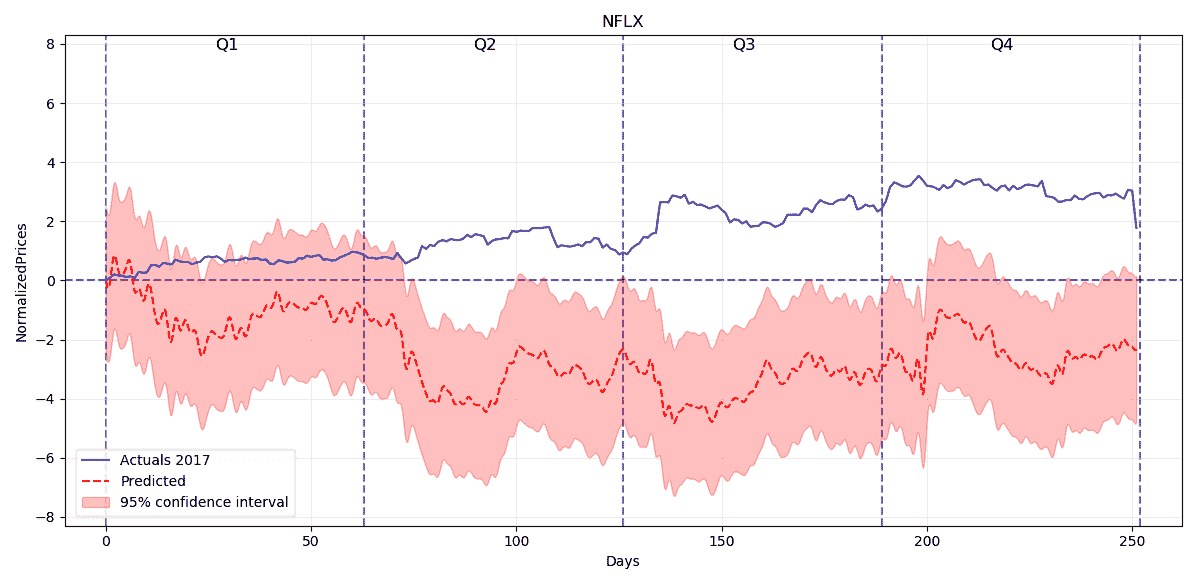 NFLX
Q1 Q2 Q3 Q4
8
6
4
2
0
−2
−4
−6
−8
NormalizedPrices
Actuals 2017
Predicted
95% confidence interval
0 50 100 150 200 250
Days